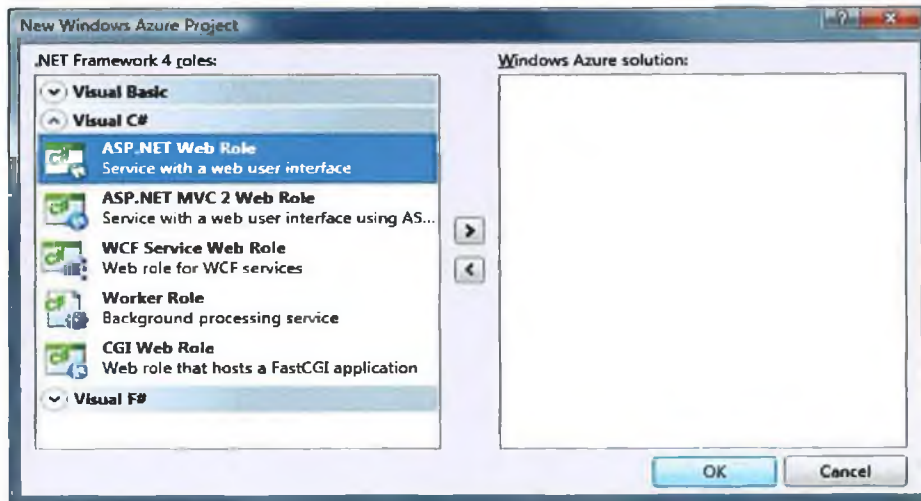 New Windows Azure Project
.NET Framework 4 roles:
Windows Azure solution:
Visual Basic
Visual C#
ASP.NET Web Role
Service with a web user interface
ASP.NET MVC 2 Web Role
Service with a web user interface using AS...
WCF Service Web Role
Web role for WCF services
Worker Role
Background processing service
CGI Web Role
Web role that hosts a FastCGI application
Visual F#
OK
Cancel